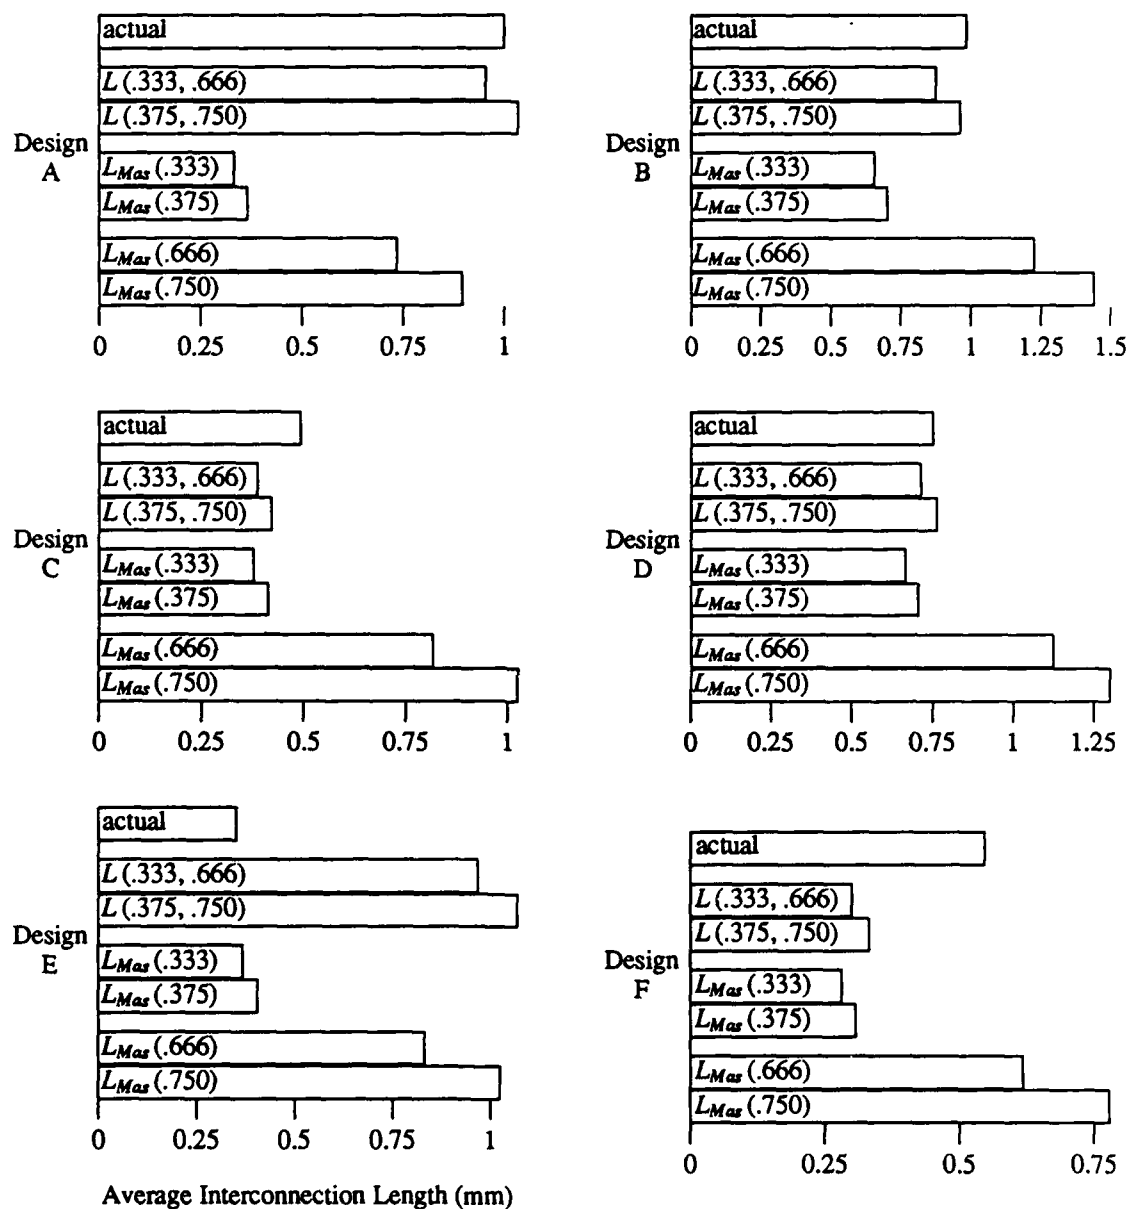 actual
L (.333, .666)
L (.375, .750)
Design
A
L_Mas (.333)
L_Mas (.375)
L_Mas (.666)
L_Mas (.750)
0 0.25 0.5 0.75 1
actual
L (.333, .666)
L (.375, .750)
Design
B
L_Mas (.333)
L_Mas (.375)
L_Mas (.666)
L_Mas (.750)
0 0.25 0.5 0.75 1 1.25 1.5
actual
L (.333, .666)
L (.375, .750)
Design
C
L_Mas (.333)
L_Mas (.375)
L_Mas (.666)
L_Mas (.750)
0 0.25 0.5 0.75 1
actual
L (.333, .666)
L (.375, .750)
Design
D
L_Mas (.333)
L_Mas (.375)
L_Mas (.666)
L_Mas (.750)
0 0.25 0.5 0.75 1 1.25
actual
L (.333, .666)
L (.375, .750)
Design
E
L_Mas (.333)
L_Mas (.375)
L_Mas (.666)
L_Mas (.750)
0 0.25 0.5 0.75 1
Average Interconnection Length (mm)
actual
L (.333, .666)
L (.375, .750)
Design
F
L_Mas (.333)
L_Mas (.375)
L_Mas (.666)
L_Mas (.750)
0 0.25 0.5 0.75